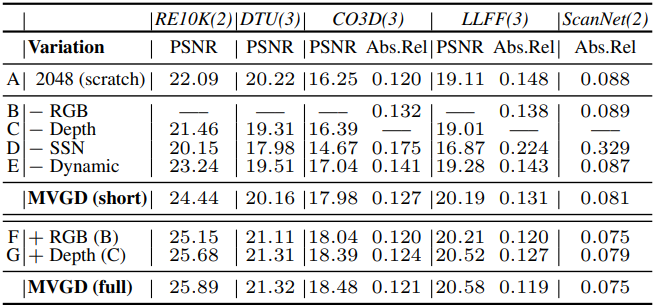 RE10K(2) DTU(3) CO3D(3) LLFF(3) ScanNet(2)
Variation PSNR PSNR PSNR Abs.Rel PSNR Abs.Rel Abs.Rel
A 2048 (scratch) 22.09 20.22 16.25 0.120 19.11 0.148 0.088
B − RGB –– –– –– 0.132 –– 0.138 0.089
C − Depth 21.46 19.31 16.39 –– 19.01 –– ––
D − SSN 20.15 17.98 14.67 0.175 16.87 0.224 0.329
E − Dynamic 23.24 19.51 17.04 0.141 19.28 0.143 0.087
MVGD (short) 24.44 20.16 17.98 0.127 20.19 0.131 0.081
F + RGB (B) 25.15 21.11 18.04 0.120 20.21 0.120 0.075
G + Depth (C) 25.68 21.31 18.39 0.124 20.52 0.127 0.079
MVGD (full) 25.89 21.32 18.48 0.121 20.58 0.119 0.075